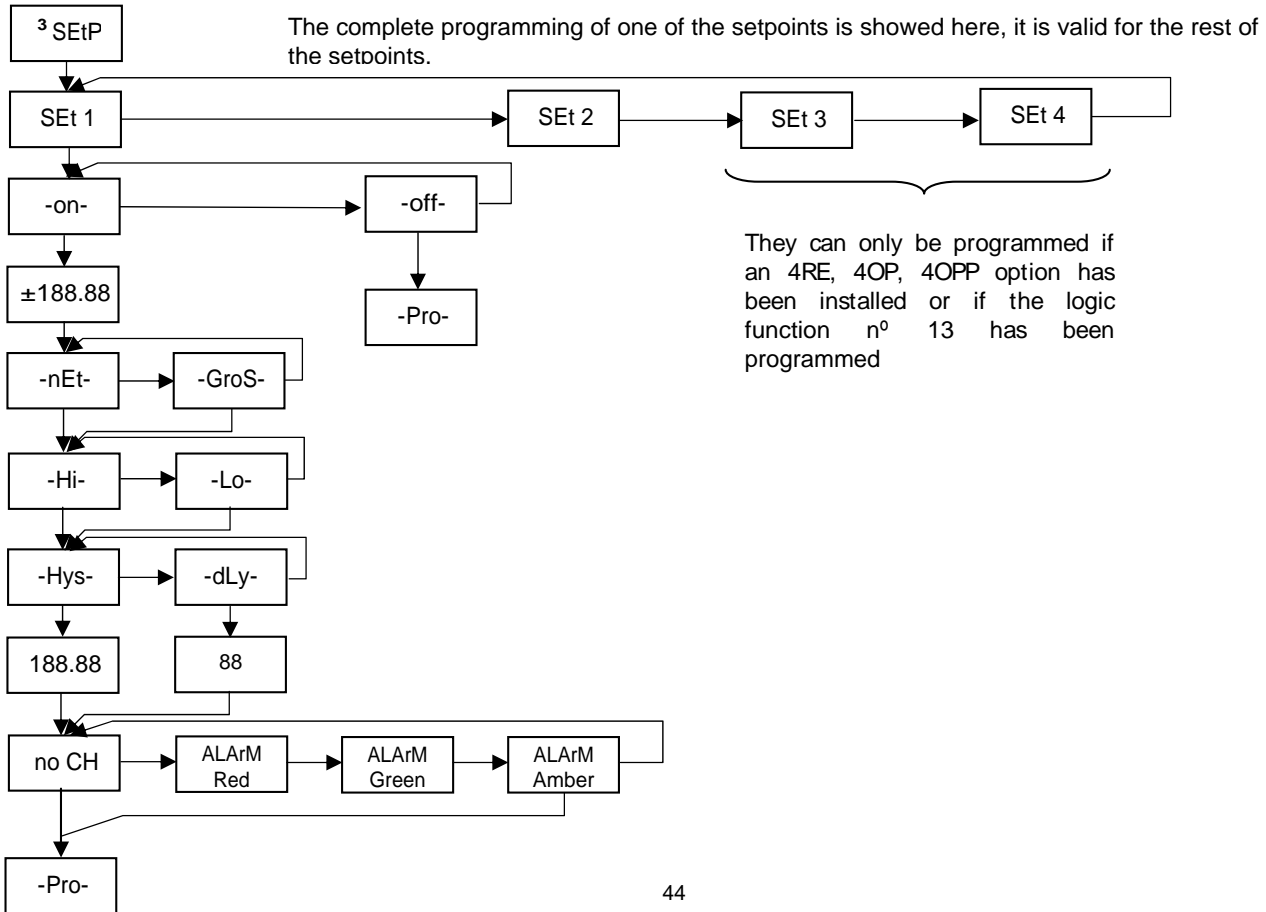 ³ SEtP
The complete programming of one of the setpoints is showed here, it is valid for the rest of
the setpoints.
SEt 1
SEt 2
SEt 3
SEt 4
-on-
-off-
They can only be programmed if
an 4RE, 4OP, 4OPP option has
been installed or if the logic
function nº 13 has been
programmed
±188.88
-Pro-
-nEt-
-GroS-
-Hi-
-Lo-
-Hys-
-dLy-
188.88
88
no CH
ALArM
Red
ALArM
Green
ALArM
Amber
-Pro-
44